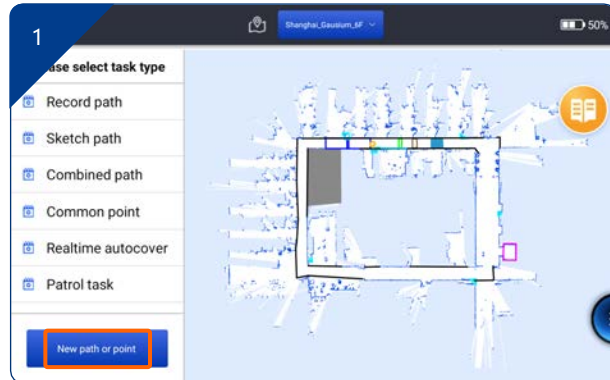 1
Shanghai_Gausium_6F
50%
ase select task type
Record path
Sketch path
Combined path
Common point
Realtime autocover
Patrol task
New path or point